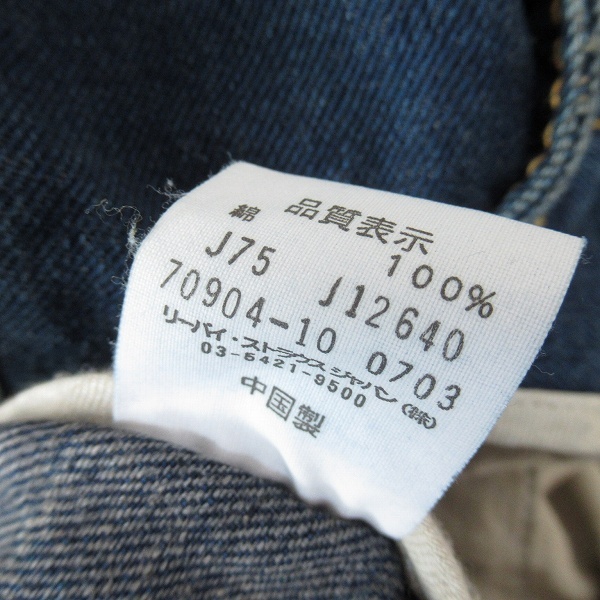 品質表示
綿 100%
J75 J12640
70904-10 0703
リーバイ・ストラウス ジャパン(株)
03-5421-9500
中国製